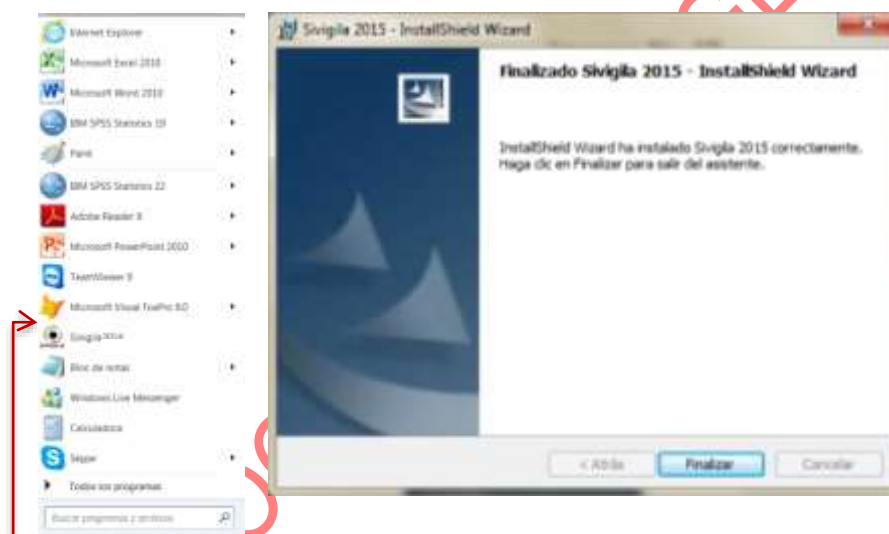 Internet Explorer
Microsoft Excel 2010
Microsoft Word 2010
IBM SPSS Statistics 19
Paint
IBM SPSS Statistics 22
Adobe Reader 9
Microsoft PowerPoint 2010
TeamViewer 9
Microsoft Visual FoxPro 9.0
Sivigila
Bloc de notas
Windows Live Messenger
Calculadora
Skype
Todos los programas
Buscar programas y archivos
Sivigila 2015 - InstallShield Wizard
Finalizado Sivigila 2015 - InstallShield Wizard
InstallShield Wizard ha instalado Sivigila 2015 correctamente.
Haga clic en Finalizar para salir del asistente.
< Atrás
Finalizar
Cancelar